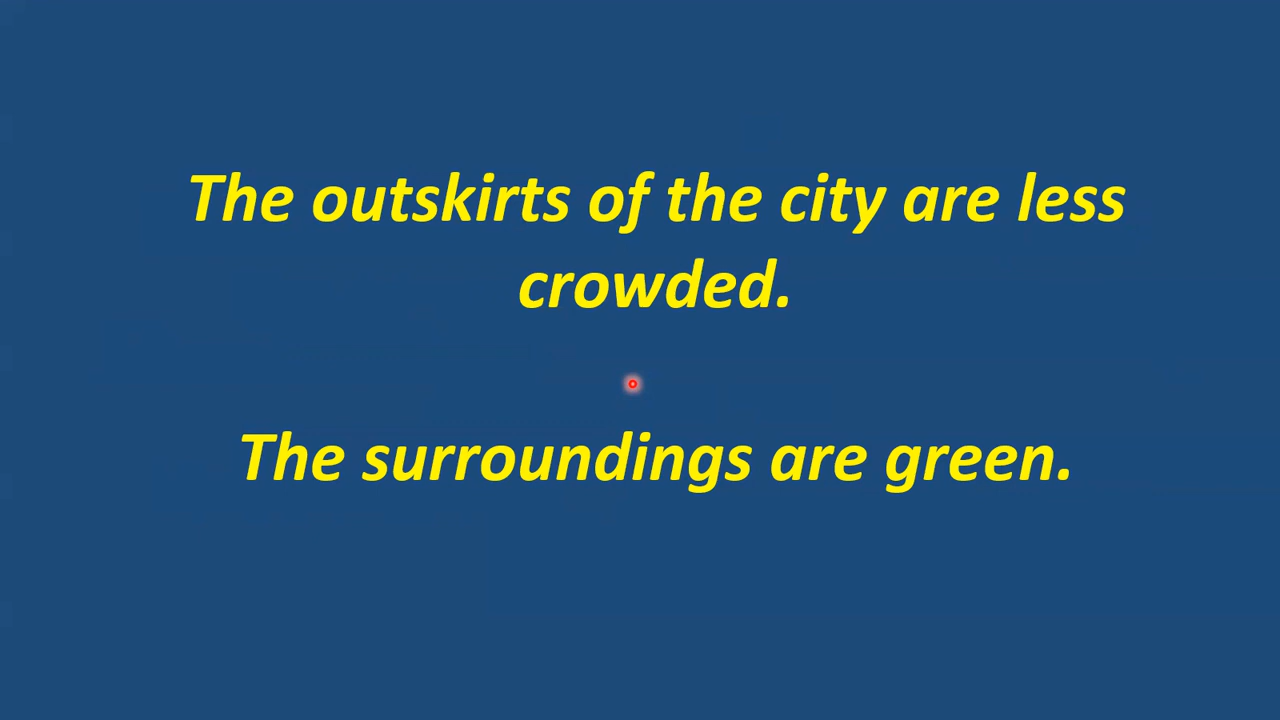 The outskirts of the city are less
crowded.
The surroundings are green.